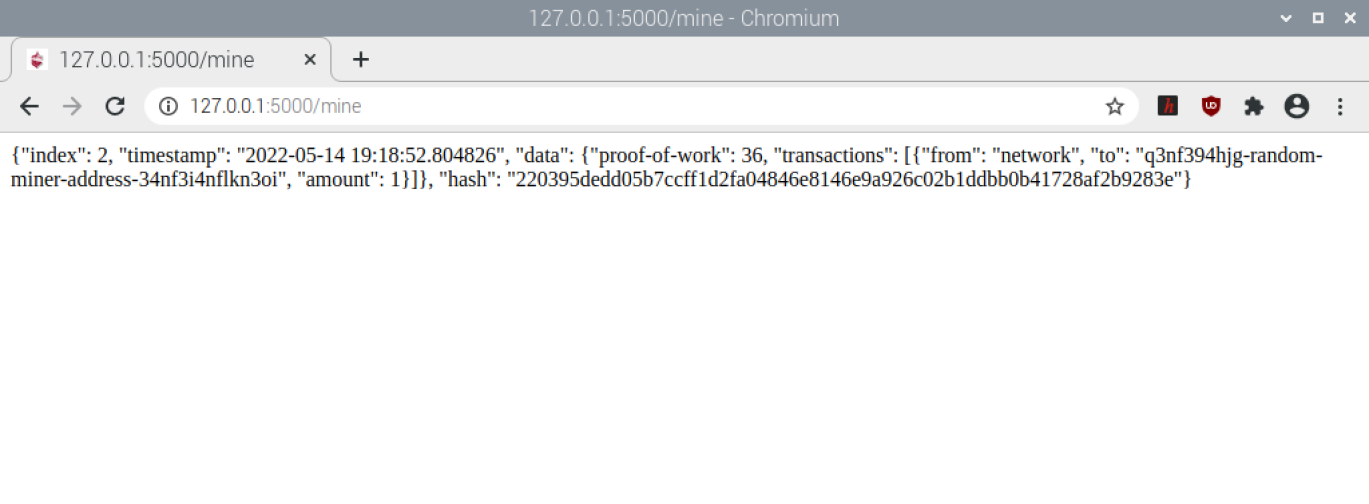 127.0.0.1:5000/mine - Chromium
127.0.0.1:5000/mine
127.0.0.1:5000/mine
{"index": 2, "timestamp": "2022-05-14 19:18:52.804826", "data": {"proof-of-work": 36, "transactions": [{"from": "network", "to": "q3nf394hjg-random-
miner-address-34nf3i4nflkn3oi", "amount": 1}]}, "hash": "220395dedd05b7ccff1d2fa04846e8146e9a926c02b1ddbb0b41728af2b9283e"}